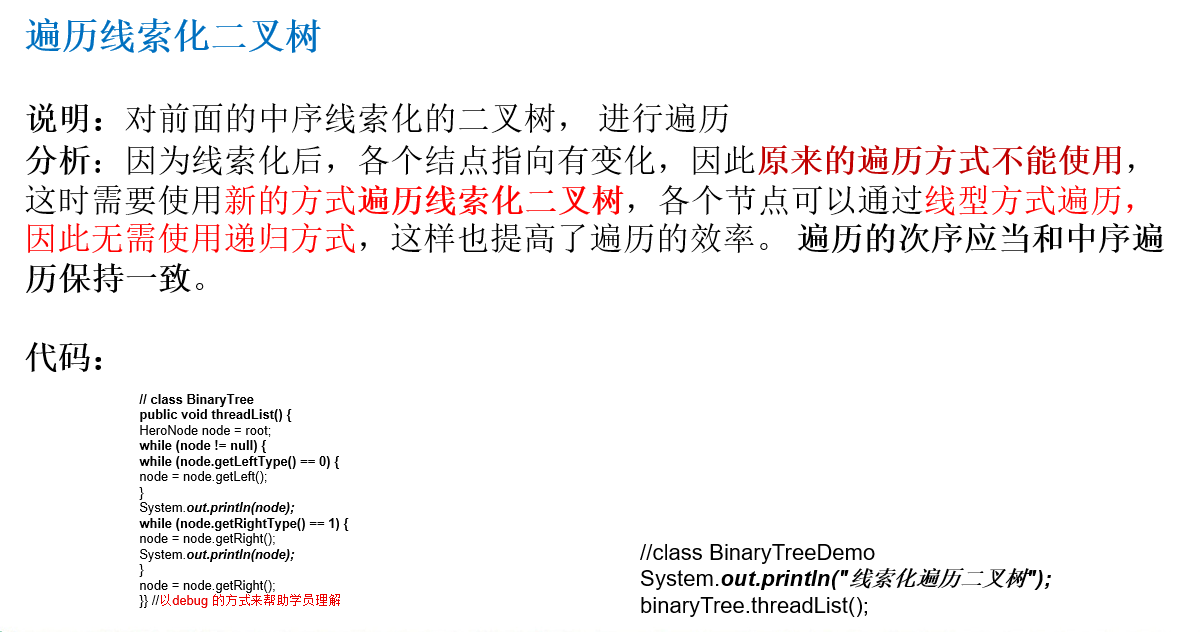 遍历线索化二叉树
说明：对前面的中序线索化的二叉树， 进行遍历
分析：因为线索化后，各个结点指向有变化，因此原来的遍历方式不能使用，
这时需要使用新的方式遍历线索化二叉树，各个节点可以通过线型方式遍历，
因此无需使用递归方式，这样也提高了遍历的效率。 遍历的次序应当和中序遍
历保持一致。
代码：
// class BinaryTree
public void threadList() {
HeroNode node = root;
while (node != null) {
while (node.getLeftType() == 0) {
node = node.getLeft();
}
System.out.println(node);
while (node.getRightType() == 1) {
node = node.getRight();
System.out.println(node);
}
node = node.getRight();
}} //以debug 的方式来帮助学员理解
//class BinaryTreeDemo
System.out.println("线索化遍历二叉树");
binaryTree.threadList();